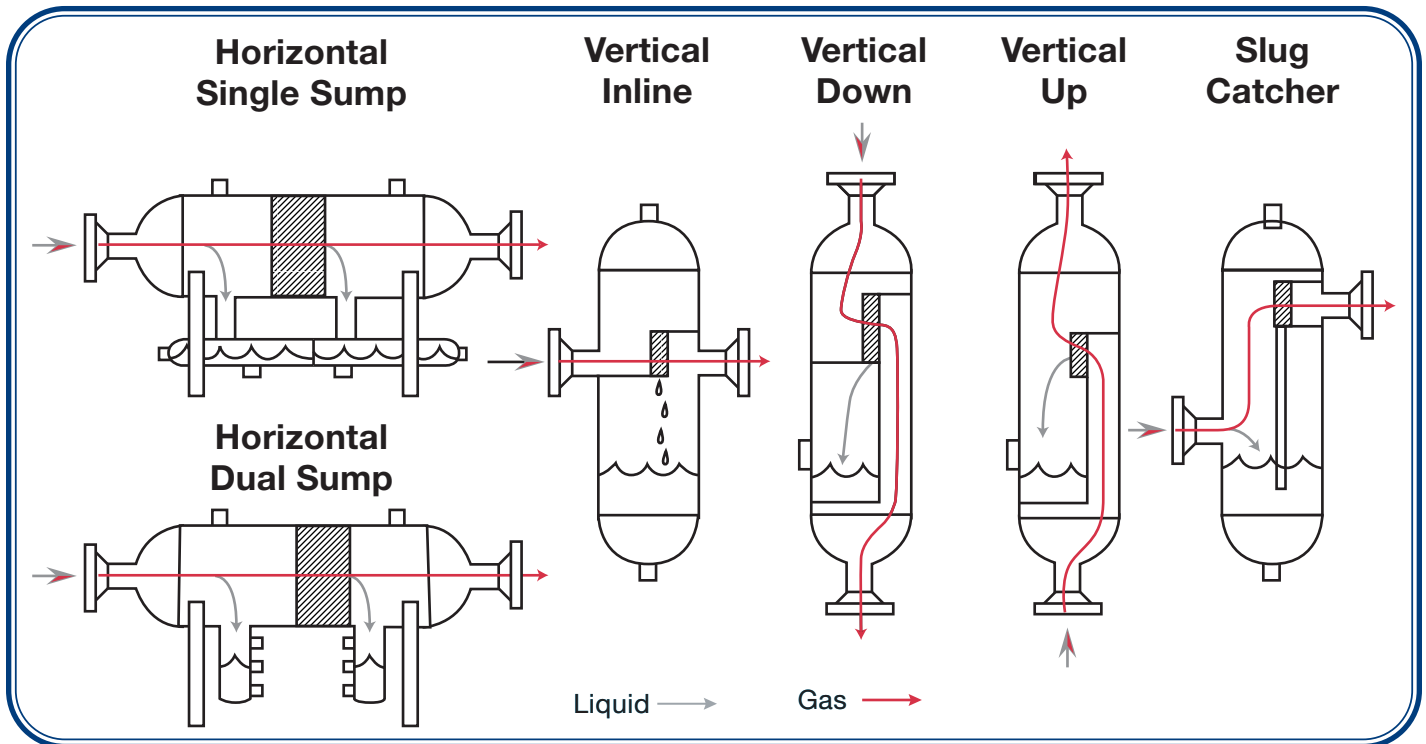 Horizontal
Single Sump
Vertical
Inline
Vertical
Down
Vertical
Up
Slug
Catcher
Horizontal
Dual Sump
Liquid
Gas